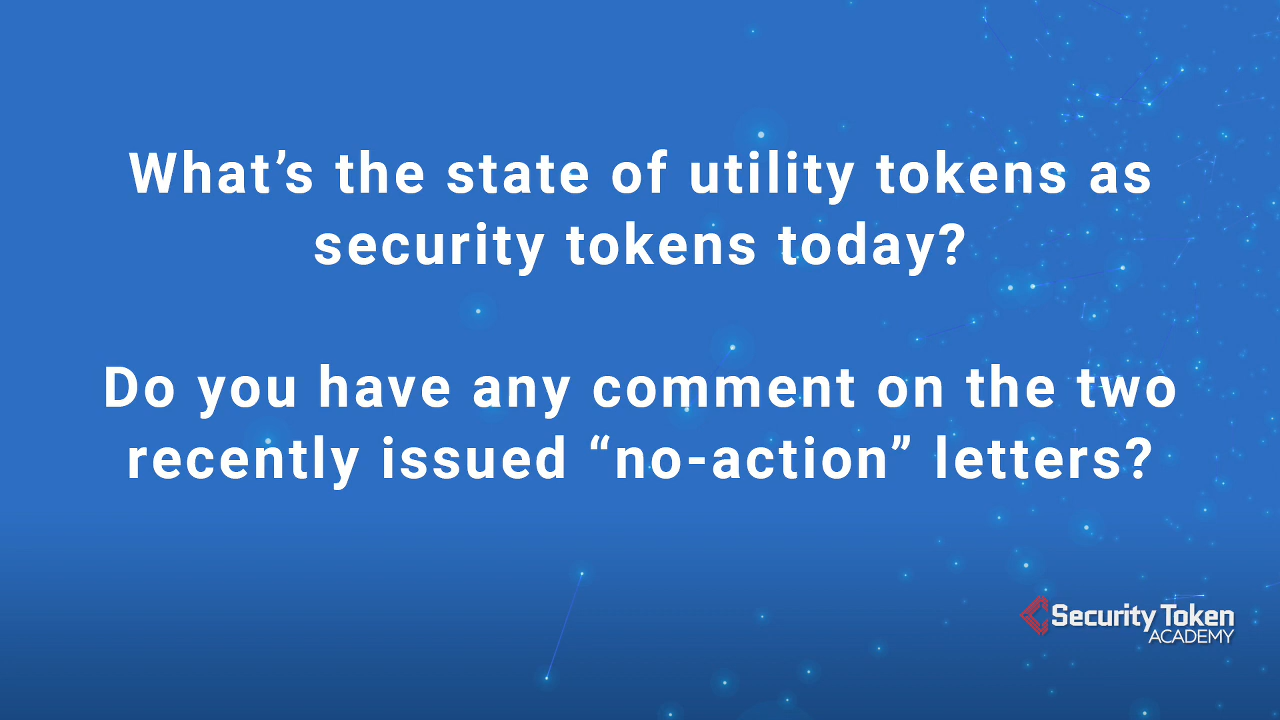 What’s the state of utility tokens as
security tokens today?
Do you have any comment on the two
recently issued “no-action” letters?
Security Token
ACADEMY